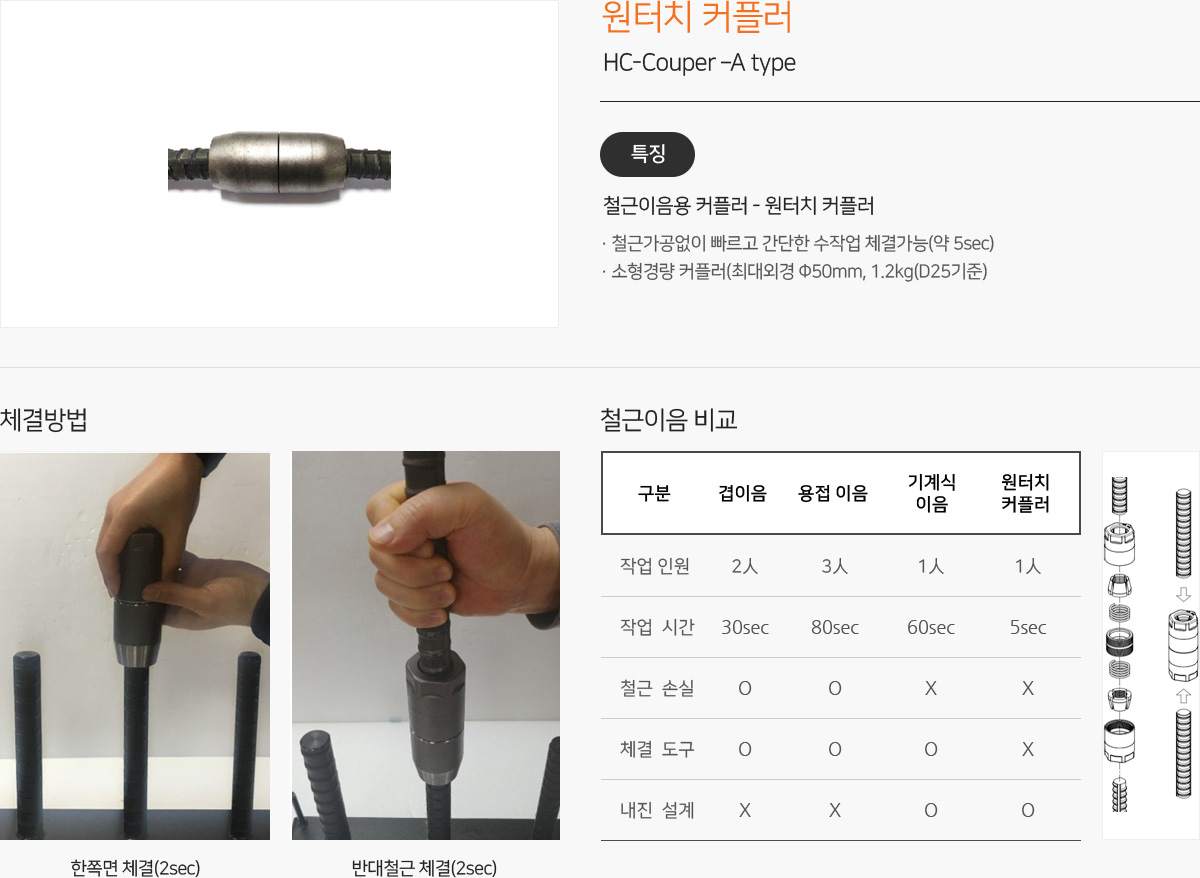 원터치 커플러
HC-Couper –A type
특징
철근이음용 커플러 - 원터치 커플러
· 철근가공없이 빠르고 간단한 수작업 체결가능(약 5sec)
· 소형경량 커플러(최대외경 Φ50mm, 1.2kg(D25기준)
체결방법
한쪽면 체결(2sec)
반대철근 체결(2sec)
철근이음 비교
구분 겹이음 용접 이음 기계식 이음 원터치 커플러
작업 인원 2人 3人 1人 1人
작업 시간 30sec 80sec 60sec 5sec
철근 손실 O O X X
체결 도구 O O O X
내진 설계 X X O O